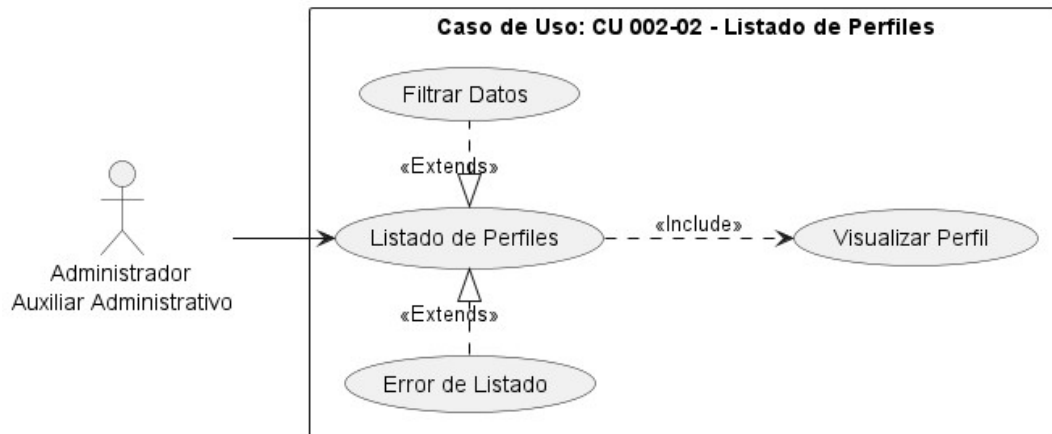 Caso de Uso: CU 002-02 - Listado de Perfiles
Filtrar Datos
«Extends»
Listado de Perfiles
«Include»
Visualizar Perfil
Administrador
Auxiliar Administrativo
«Extends»
Error de Listado